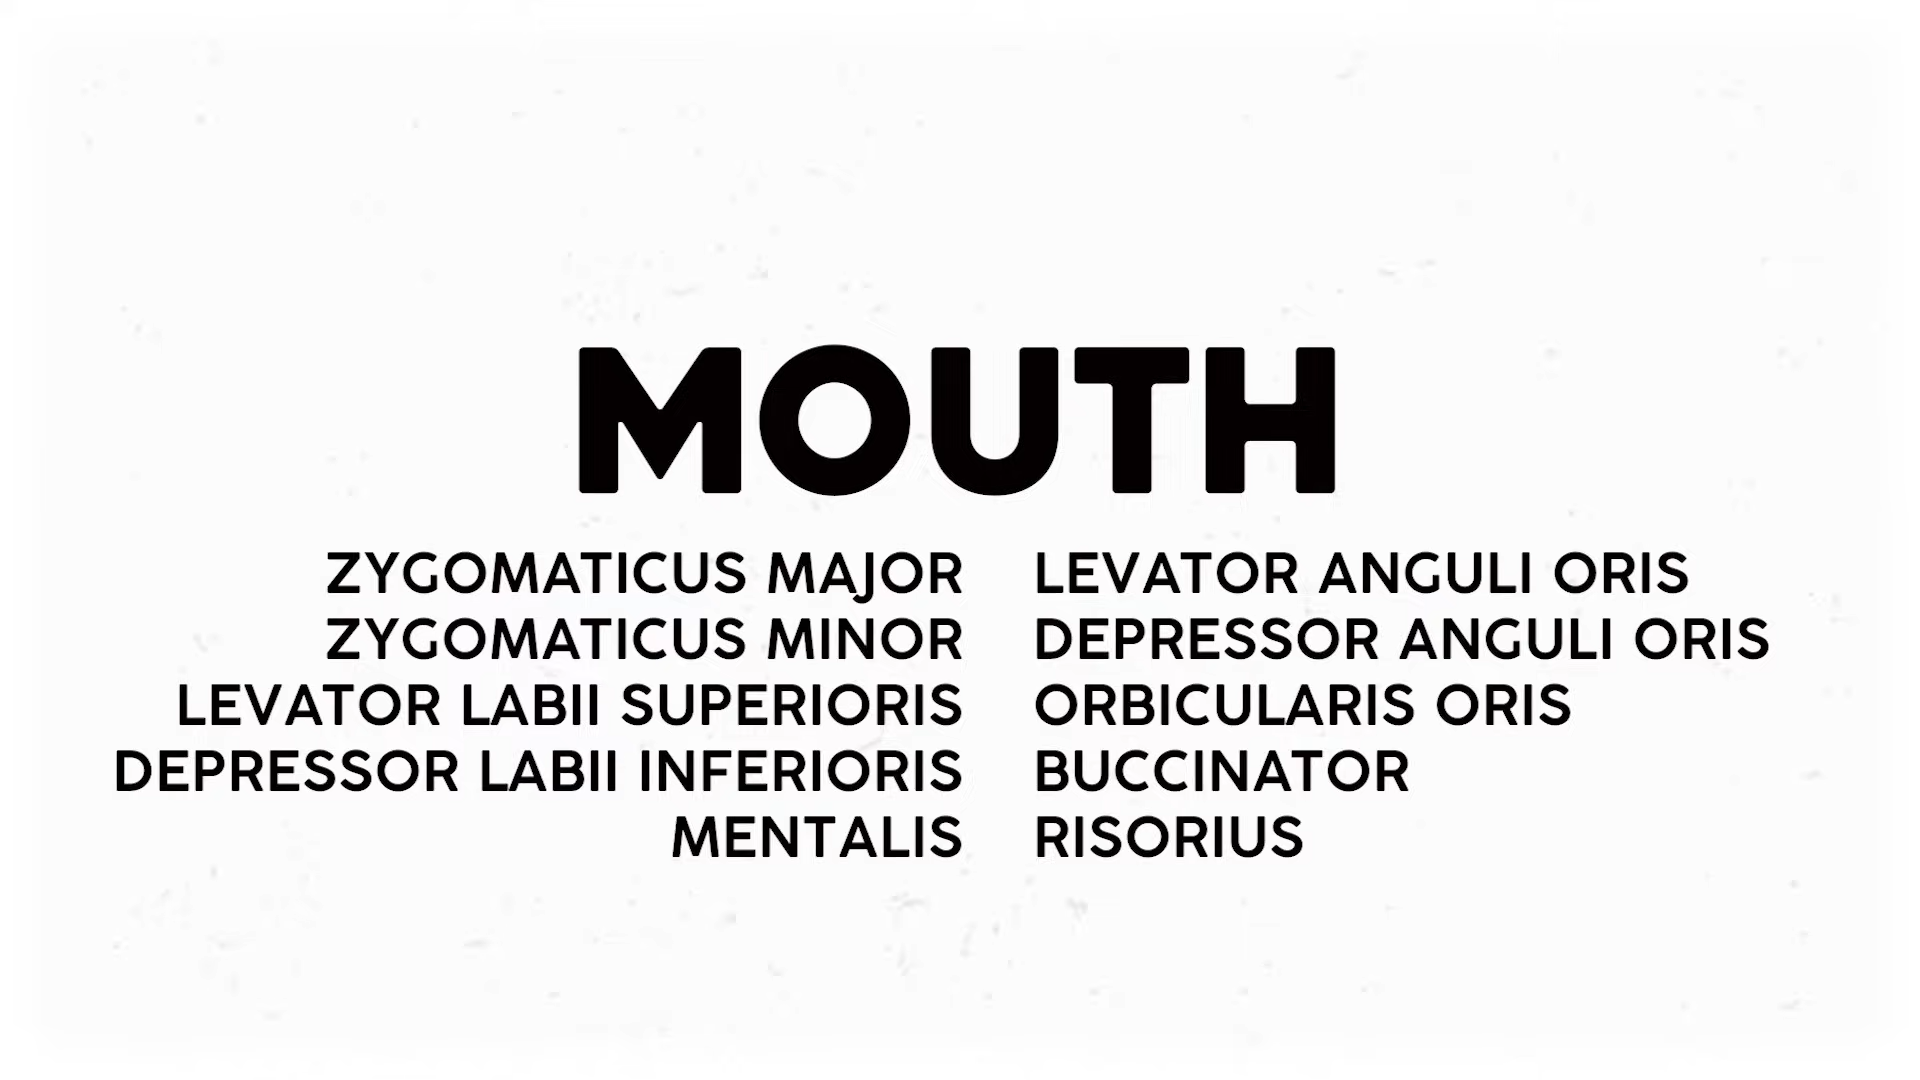 MOUTH
ZYGOMATICUS MAJOR
ZYGOMATICUS MINOR
LEVATOR LABII SUPERIORIS
DEPRESSOR LABII INFERIORIS
MENTALIS
LEVATOR ANGULI ORIS
DEPRESSOR ANGULI ORIS
ORBICULARIS ORIS
BUCCINATOR
RISORIUS